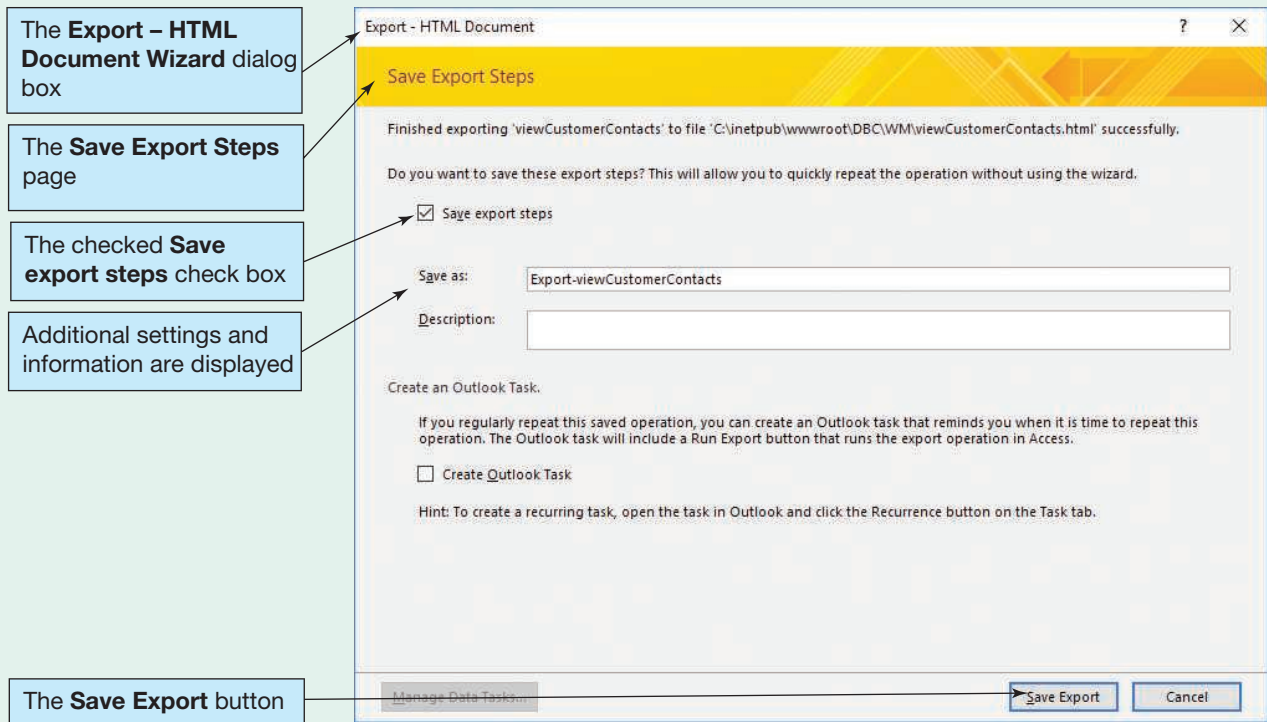 The Export – HTML
Document Wizard dialog
box
The Save Export Steps
page
The checked Save
export steps check box
Additional settings and
information are displayed
The Save Export button
Export - HTML Document
?
Save Export Steps
Finished exporting 'viewCustomerContacts' to file 'C:\inetpub\wwwroot\DBC\WM\viewCustomerContacts.html' successfully.
Do you want to save these export steps? This will allow you to quickly repeat the operation without using the wizard.
Save export steps
Save as:
Export-viewCustomerContacts
Description:
Create an Outlook Task.
If you regularly repeat this saved operation, you can create an Outlook task that reminds you when it is time to repeat this
operation. The Outlook task will include a Run Export button that runs the export operation in Access.
Create Outlook Task
Hint: To create a recurring task, open the task in Outlook and click the Recurrence button on the Task tab.
Manage Data Tasks...
Save Export
Cancel